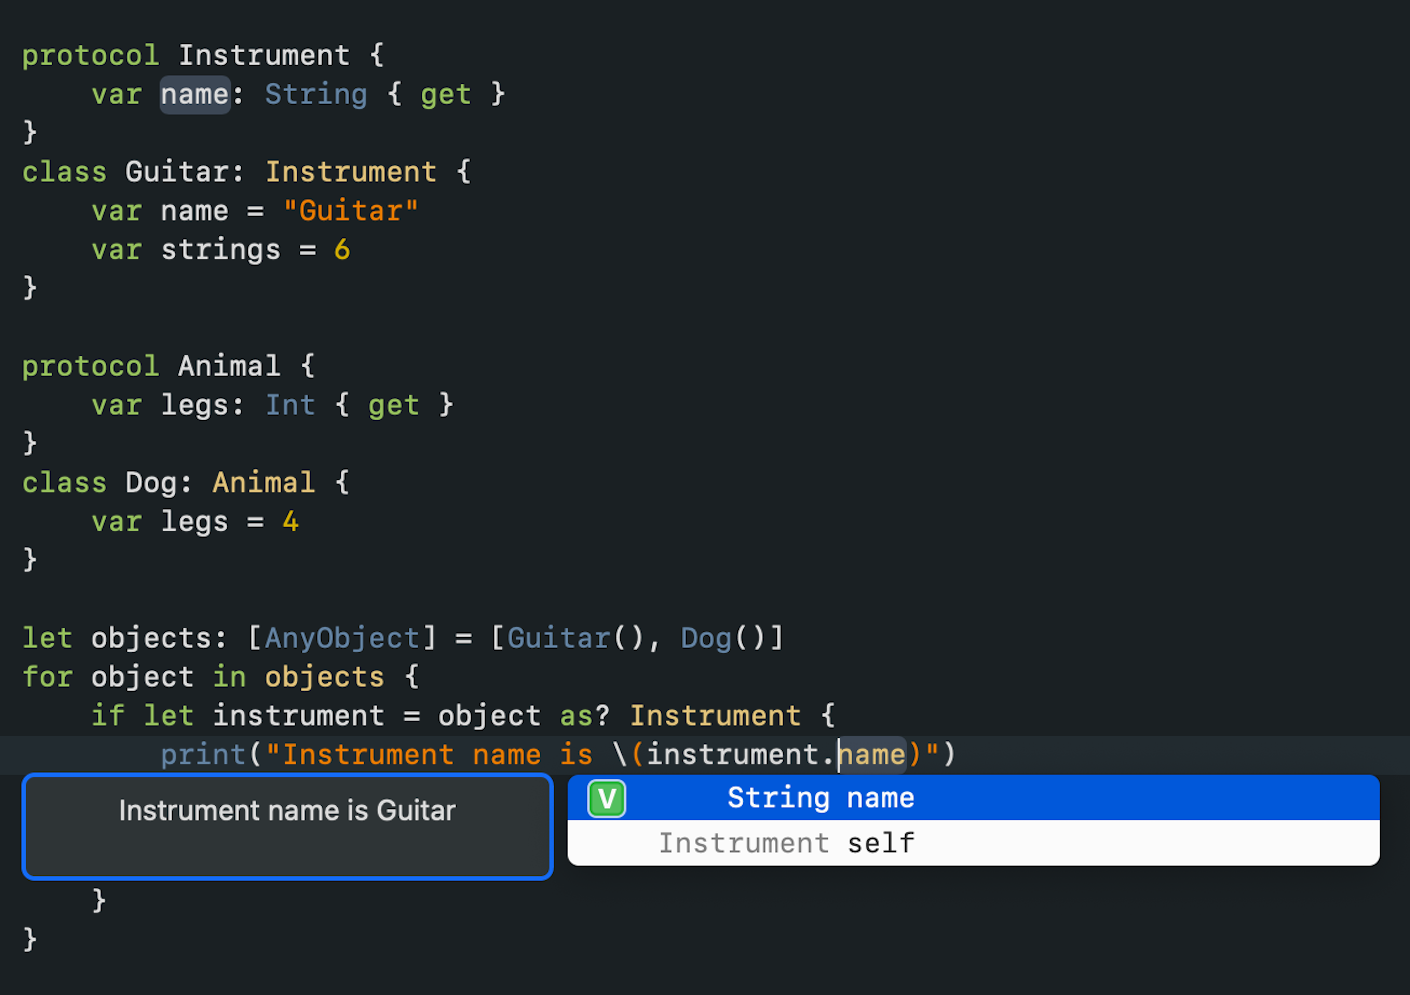 protocol Instrument {
    var name: String { get }
}
class Guitar: Instrument {
    var name = "Guitar"
    var strings = 6
}

protocol Animal {
    var legs: Int { get }
}
class Dog: Animal {
    var legs = 4
}

let objects: [AnyObject] = [Guitar(), Dog()]
for object in objects {
    if let instrument = object as? Instrument {
        print("Instrument name is \(instrument.name)")
Instrument name is Guitar
V String name
Instrument self
    }
}